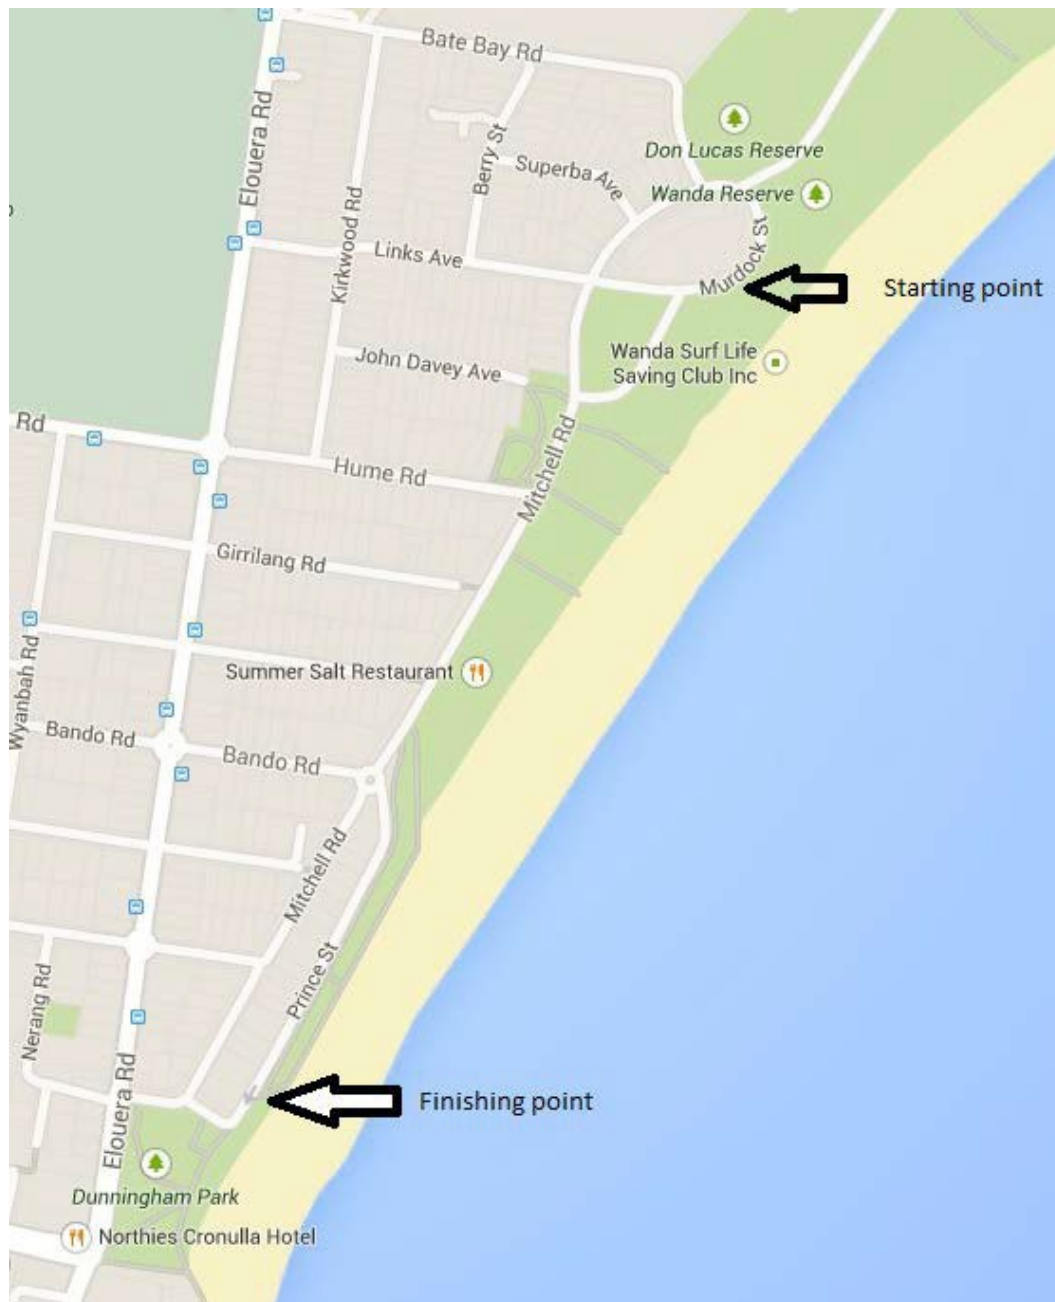 Bate Bay Rd
Elouera Rd
Berry St
Don Lucas Reserve
Superba Ave
Wanda Reserve
Kirkwood Rd
Links Ave
Murdock St
Starting point
Wanda Surf Life
Saving Club Inc
John Davey Ave
Rd
Hume Rd
Mitchell Rd
Girrilang Rd
Summer Salt Restaurant
Wyanbah Rd
Bando Rd
Bando Rd
Mitchell Rd
Prince St
Nerang Rd
Elouera Rd
Finishing point
Dunningham Park
Northies Cronulla Hotel